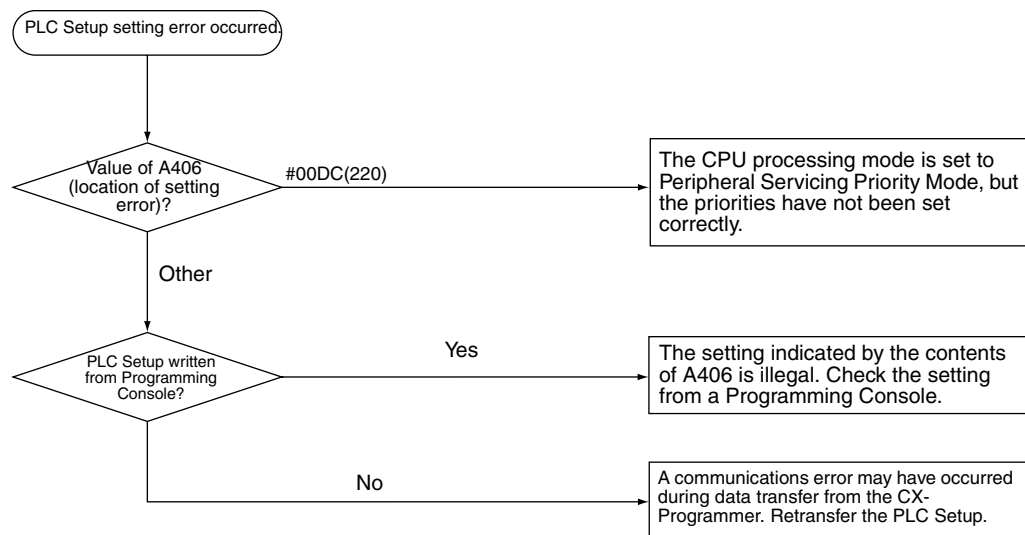 PLC Setup setting error occurred.
Value of A406
(location of setting
error)?
#00DC(220)
The CPU processing mode is set to
Peripheral Servicing Priority Mode, but
the priorities have not been set
correctly.
Other
PLC Setup written
from Programming
Console?
Yes
The setting indicated by the contents
of A406 is illegal. Check the setting
from a Programming Console.
No
A communications error may have occurred
during data transfer from the CX-
Programmer. Retransfer the PLC Setup.